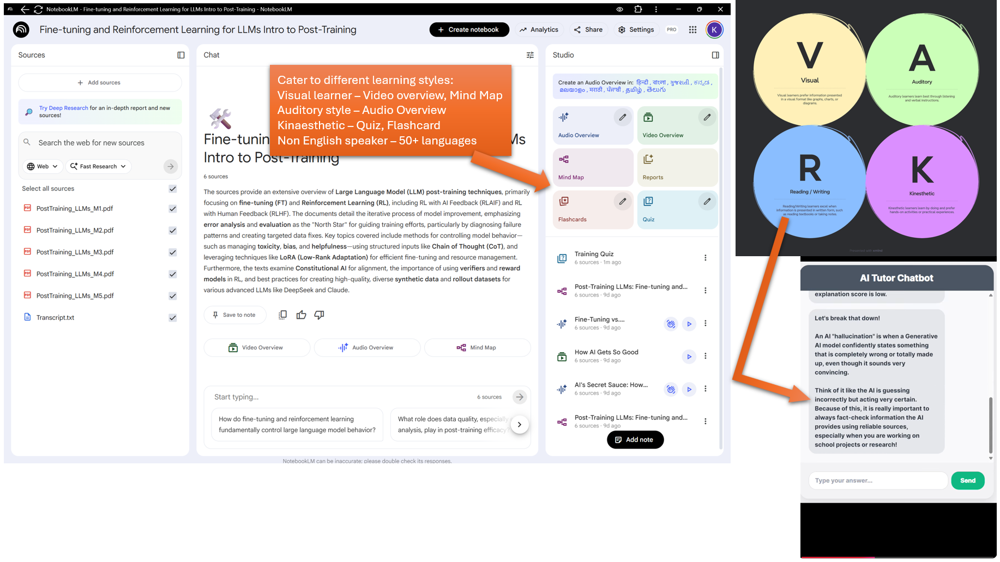 NotebookLM - Fine-tuning and Reinforcement Learning for LLMs Intro to Post-Training - NotebookLM
Fine-tuning and Reinforcement Learning for LLMs Intro to Post-Training
Create notebook
Analytics
Share
Settings
PRO
K
Sources
Add sources
Try Deep Research for an in-depth report and new
sources!
Search the web for new sources
Web
Fast Research
Select all sources
PostTraining_LLMs_M1.pdf
PostTraining_LLMs_M2.pdf
PostTraining_LLMs_M3.pdf
PostTraining_LLMs_M4.pdf
PostTraining_LLMs_M5.pdf
Transcript.txt
Chat
Cater to different learning styles:
Visual learner – Video overview, Mind Map
Auditory style – Audio Overview
Kinaesthetic – Quiz, Flashcard
Non English speaker – 50+ languages
Intro to Post-Training
6 sources
The sources provide an extensive overview of Large Language Model (LLM) post-training techniques, primarily
focusing on fine-tuning (FT) and Reinforcement Learning (RL), including RL with AI Feedback (RLAIF) and RL
with Human Feedback (RLHF). The documents detail the iterative process of model improvement, emphasizing
error analysis and evaluation as the "North Star" for guiding training efforts, particularly by diagnosing failure
patterns and creating targeted data fixes. Key topics covered include methods for controlling model behavior—
such as managing toxicity, bias, and helpfulness—using structured inputs like Chain of Thought (CoT), and
leveraging techniques like LoRA (Low-Rank Adaptation) for efficient fine-tuning and resource management.
Furthermore, the texts examine Constitutional AI for alignment, the importance of using verifiers and reward
models in RL, and best practices for creating high-quality, diverse synthetic data and rollout datasets for
various advanced LLMs like DeepSeek and Claude.
Save to note
Video Overview
Audio Overview
Mind Map
Start typing...
6 sources
How do fine-tuning and reinforcement learning
fundamentally control large language model behavior?
What role does data quality, especially
analysis, play in post-training efficacy?
NotebookLM can be inaccurate; please double check its responses.
Studio
Create an Audio Overview in: हिन्दी, বাংলা, ગુજરાતી, ಕನ್ನಡ,
മലയാളം, मराठी, ਪੰਜਾਬੀ, தமிழ், తెలుగు
Audio Overview
Video Overview
Mind Map
Reports
Flashcards
Quiz
Training Quiz
6 sources · 1m ago
Post-Training LLMs: Fine-tuning and...
6 sources · 9d ago
Fine-Tuning vs....
6 sources · 9d ago
How AI Gets So Good
6 sources · 9d ago
AI's Secret Sauce: How...
6 sources · 9d ago
Post-Training LLMs: Fine-tuning and...
6 sources · 9d ago
Add note
V
Visual
Visual learners prefer information presented
in a visual format like graphs, charts, or
diagrams.
A
Auditory
Auditory learners learn best through listening
and verbal instructions.
R
Reading / Writing
Reading/Writing learners excel when
information is presented in written form, such
as reading textbooks or taking notes.
K
Kinesthetic
Kinesthetic learners learn by doing and prefer
hands-on activities or practical experiences.
AI Tutor Chatbot
explanation score is low.
Let's break that down!
An AI "hallucination" is when a Generative
AI model confidently states something
that is completely wrong or totally made
up, even though it sounds very
convincing.
Think of it like the AI is guessing
incorrectly but acting very certain.
Because of this, it is really important to
always fact-check information the AI
provides using reliable sources,
especially when you are working on
school projects or research!
Type your answer...
Send